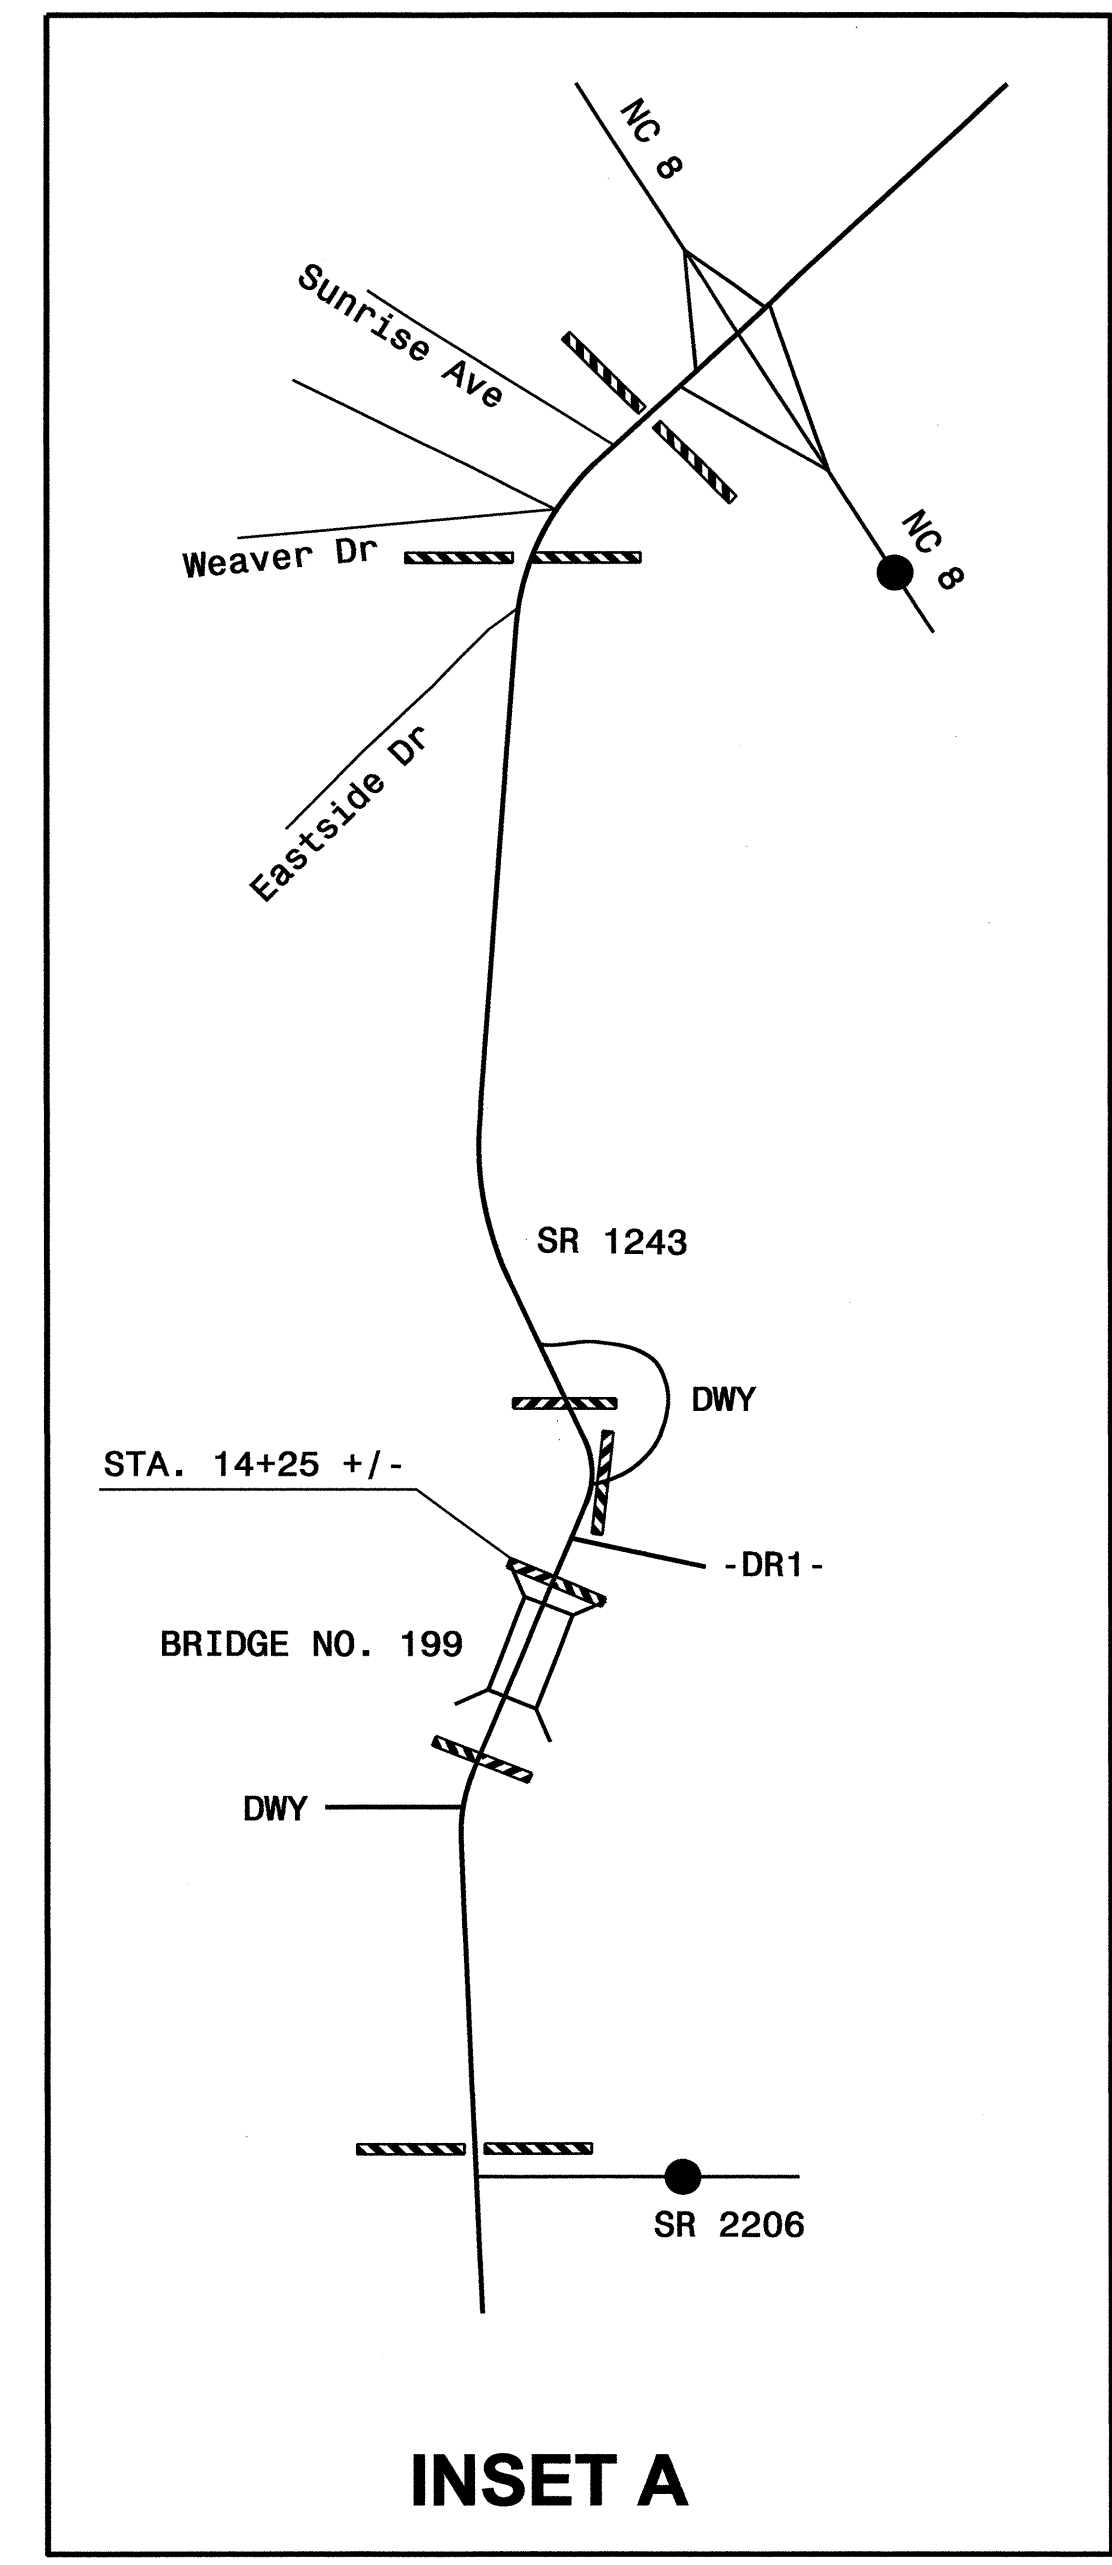 NC 8
Sunrise Ave
NC 8
Weaver Dr
Eastside Dr
SR 1243
DWY
STA. 14+25 +/-
-DR1-
BRIDGE NO. 199
DWY
SR 2206
INSET A